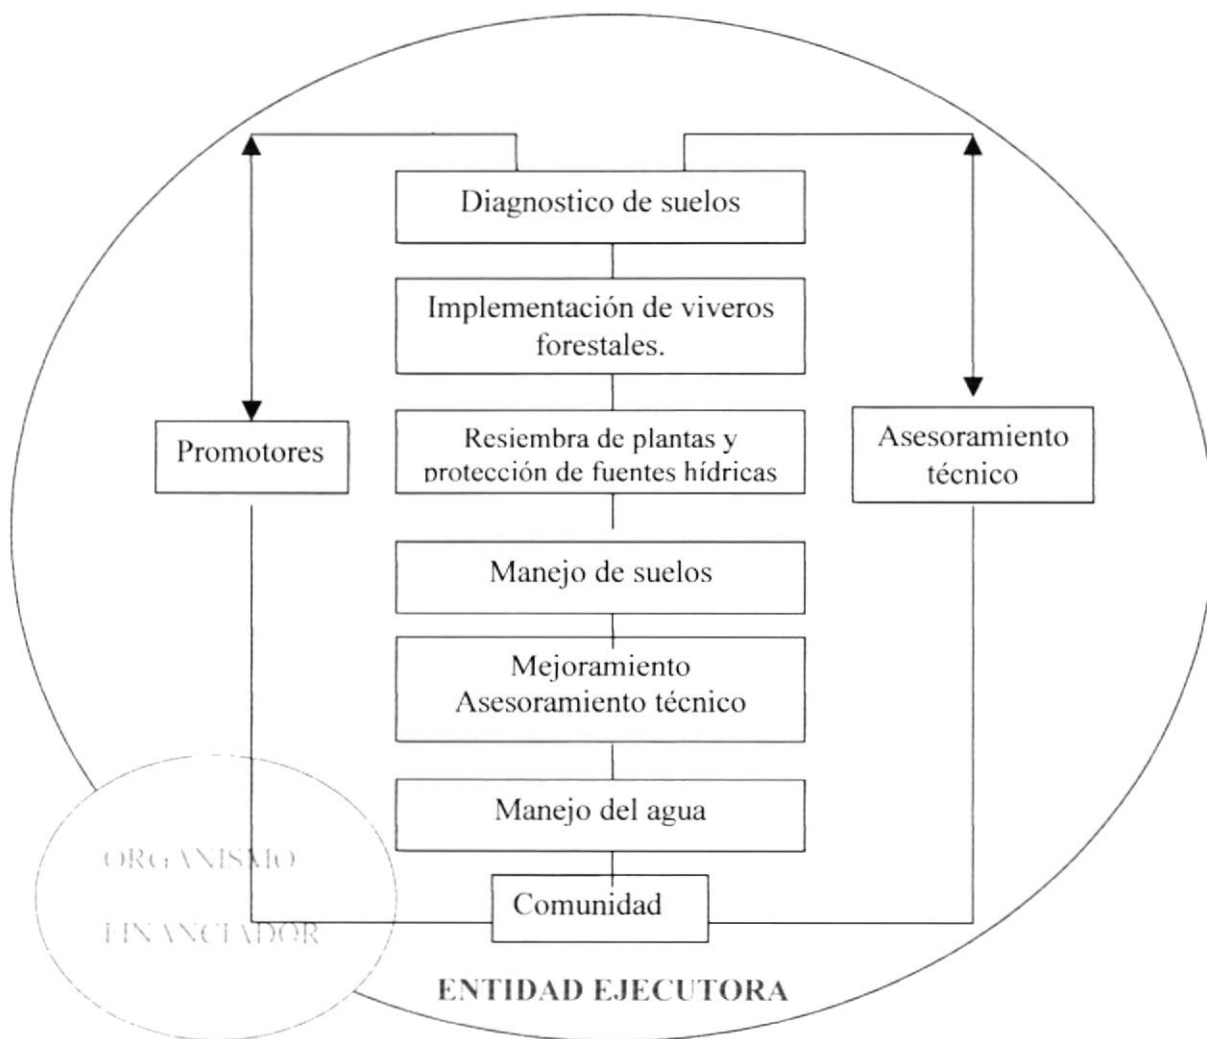 Diagnostico de suelos
Implementación de viveros
forestales.
Promotores
Resiembra de plantas y
protección de fuentes hídricas
Asesoramiento
técnico
Manejo de suelos
Mejoramiento
Asesoramiento técnico
Manejo del agua
ORGANISMO
FINANCIADOR
Comunidad
ENTIDAD EJECUTORA